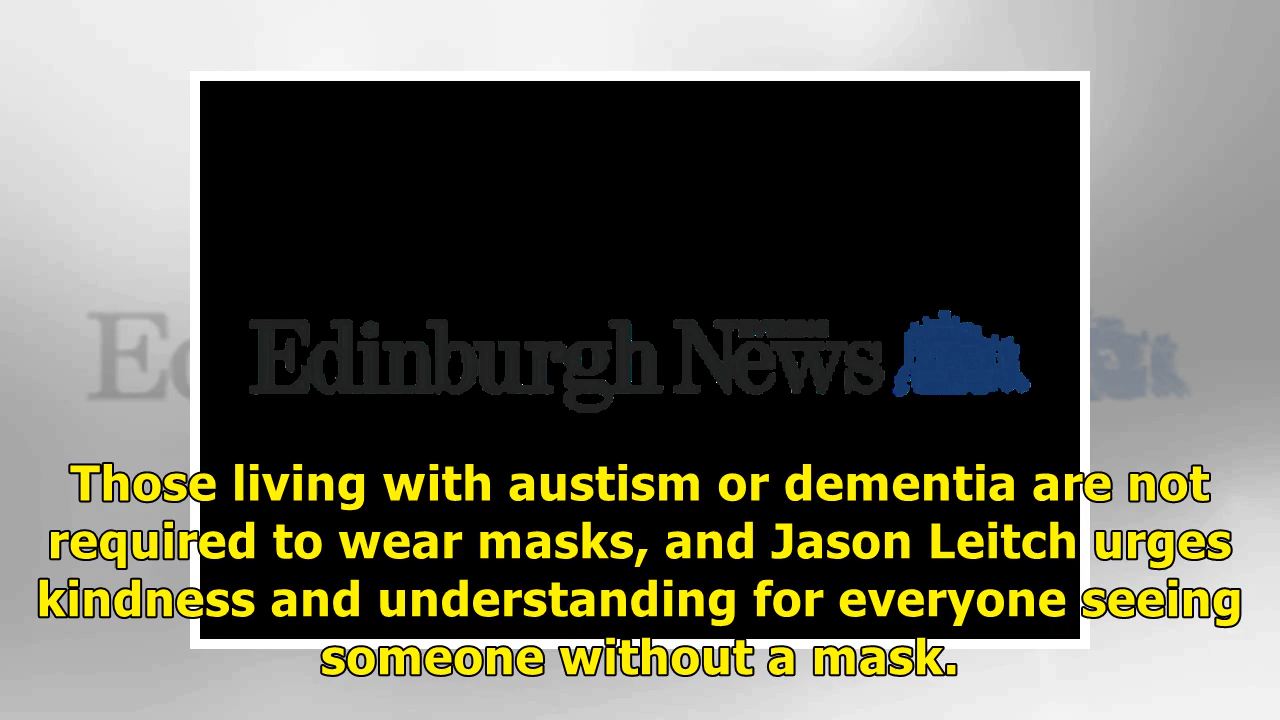 Edinburgh News
Those living with austism or dementia are not
required to wear masks, and Jason Leitch urges
kindness and understanding for everyone seeing
someone without a mask.